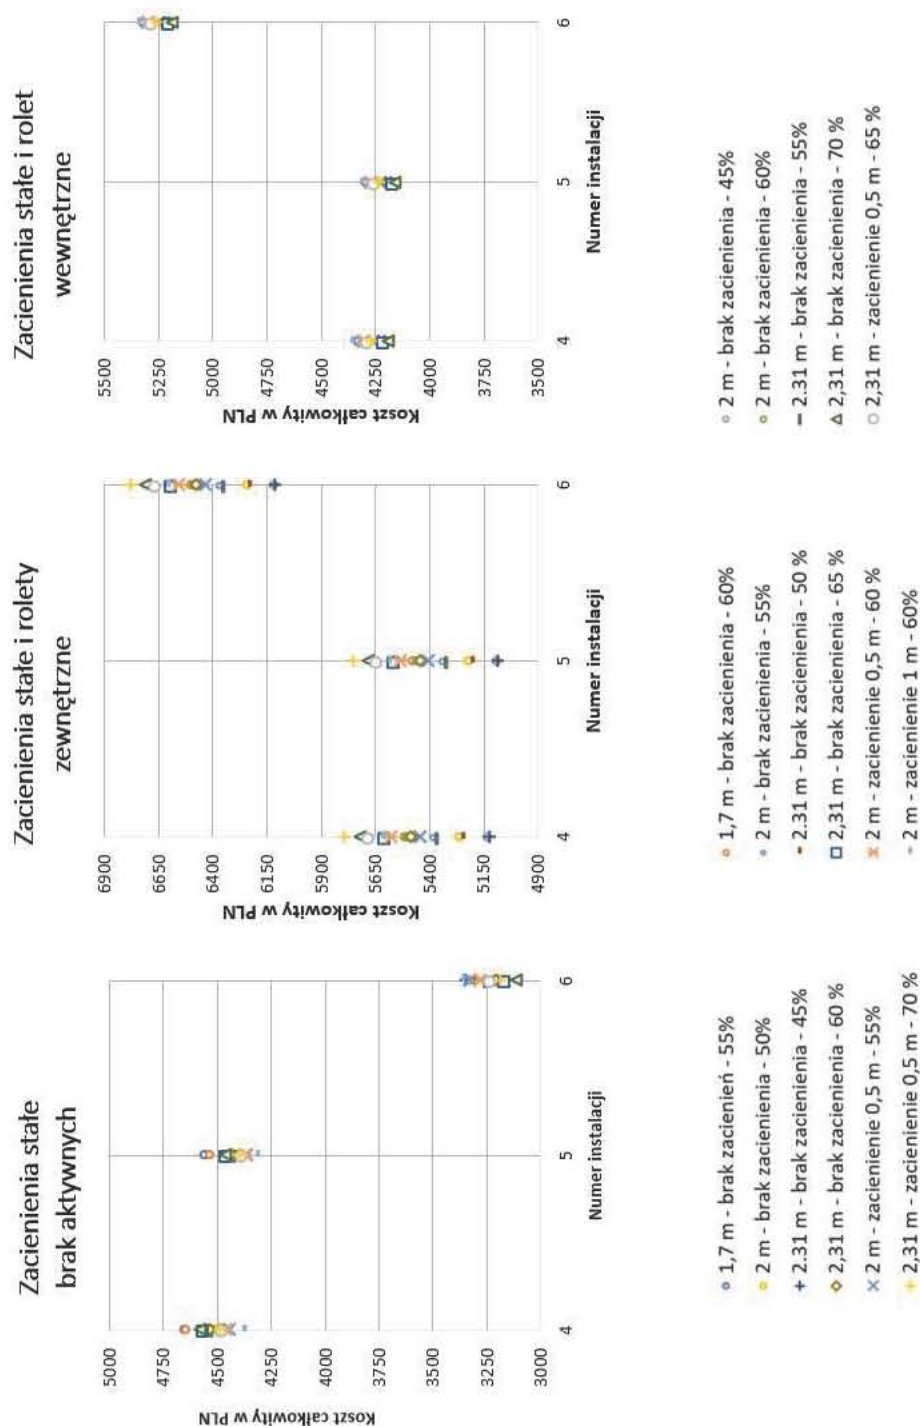 Zacienienia stałe
brak aktywnych
Koszt całkowity w PLN
5000
4750
4500
4250
4000
3750
3500
3250
3000
4 5 6
Numer instalacji
Zacienienia stałe i rolety
zewnętrzne
Koszt całkowity w PLN
6900
6650
6400
6150
5900
5650
5400
5150
4900
4 5 6
Numer instalacji
Zacienienia stałe i rolet
wewnętrzne
Koszt całkowity w PLN
5500
5250
5000
4750
4500
4250
4000
3750
3500
4 5 6
Numer instalacji
1,7 m - brak zacienień - 55% 1,7 m - brak zacienienia - 60% 2 m - brak zacienienia - 45%
2 m - brak zacienienia - 50% 2 m - brak zacienienia - 55% 2 m - brak zacienienia - 60%
2.31 m - brak zacienienia - 45% 2.31 m - brak zacienienia - 50 % 2.31 m - brak zacienienia - 55%
2,31 m - brak zacienienia - 60 % 2,31 m - brak zacienienia - 65 % 2,31 m - brak zacienienia - 70 %
2 m - zacienienie 0,5 m - 55% 2 m - zacienienie 0,5 m - 60 % 2,31 m - zacienienie 0,5 m - 65 %
2,31 m - zacienienie 0,5 m - 70 % 2 m - zacienienie 1 m - 60%